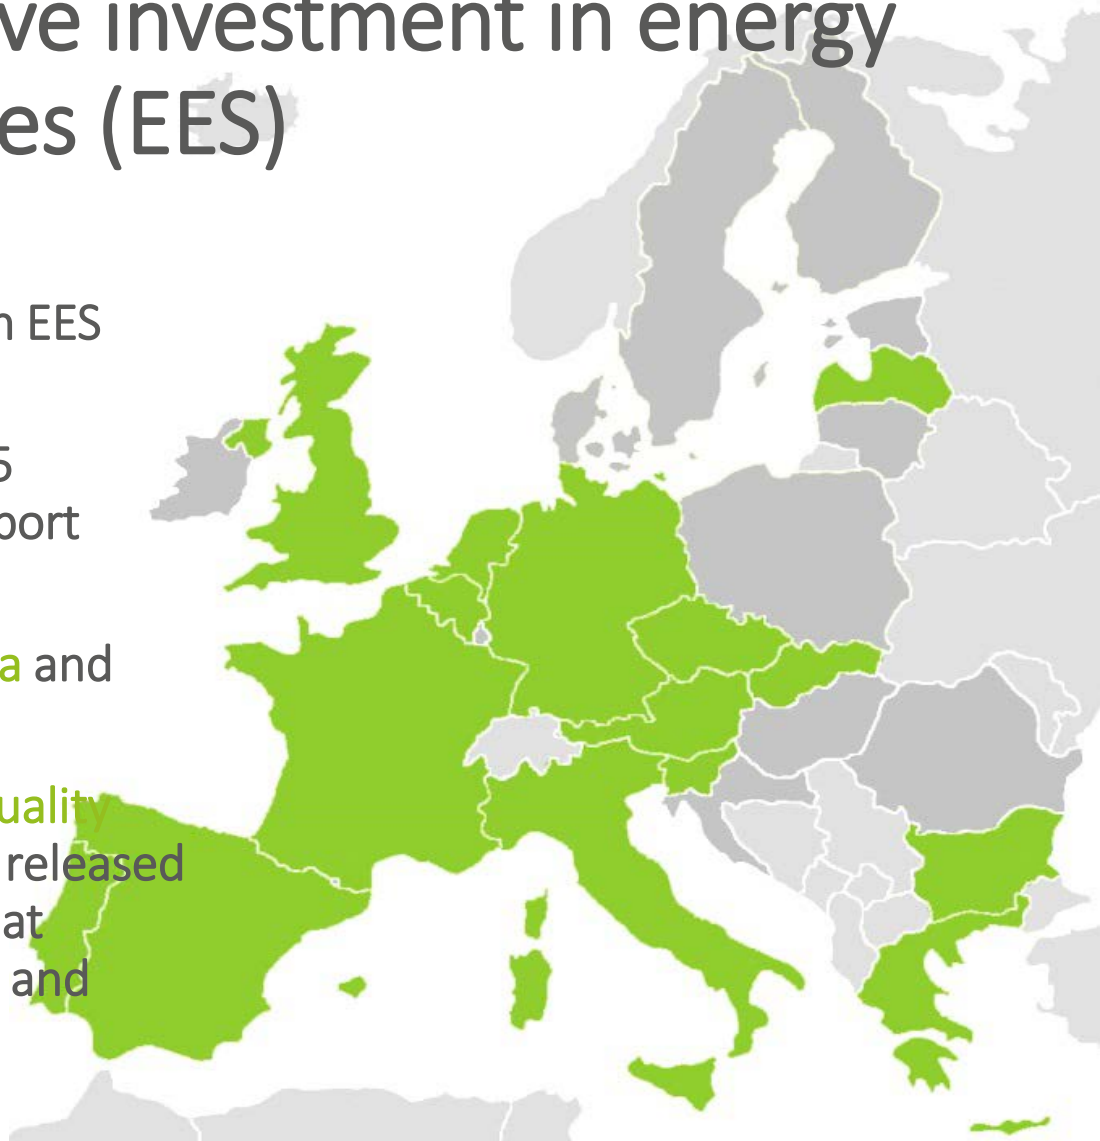 ve investment in energy
es (EES)
n EES
5
port
a and
uality
released
at
and